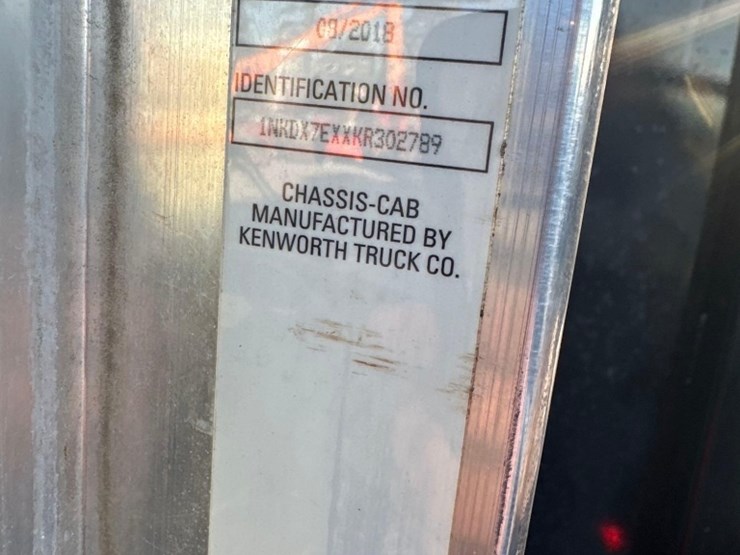 09/2018
IDENTIFICATION NO.
1NKDX7EXXKR302789
CHASSIS-CAB
MANUFACTURED BY
KENWORTH TRUCK CO.